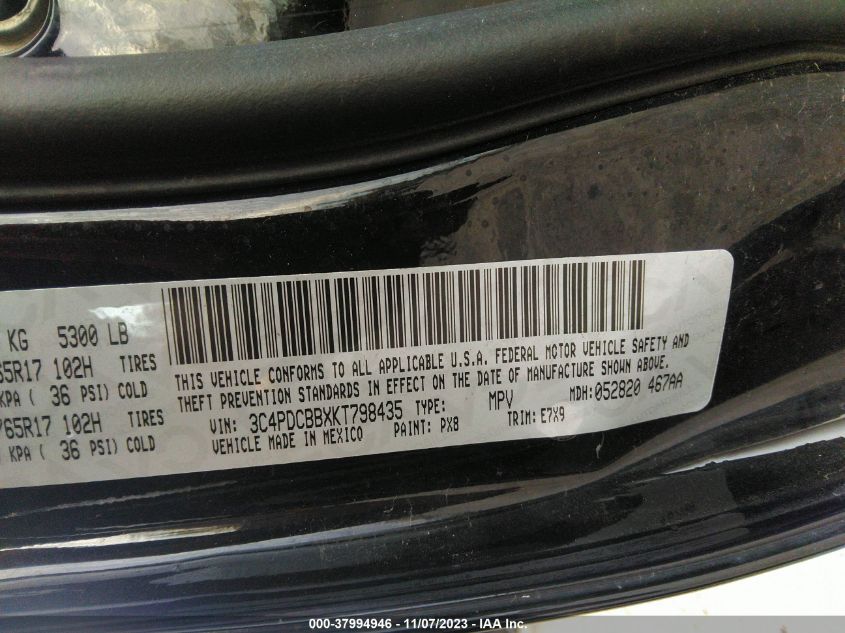 KG 5300 LB
65R17 102H TIRES
KPA ( 36 PSI) COLD
/65R17 102H TIRES
KPA ( 36 PSI) COLD
THIS VEHICLE CONFORMS TO ALL APPLICABLE U.S.A. FEDERAL MOTOR VEHICLE SAFETY AND
THEFT PREVENTION STANDARDS IN EFFECT ON THE DATE OF MANUFACTURE SHOWN ABOVE.
VIN: 3C4PDCBBXKT798435 TYPE: MPV MDH: 052820 467AA
VEHICLE MADE IN MEXICO PAINT: PX8 TRIM: E7X9
000-37994946 - 11/07/2023 - IAA Inc.